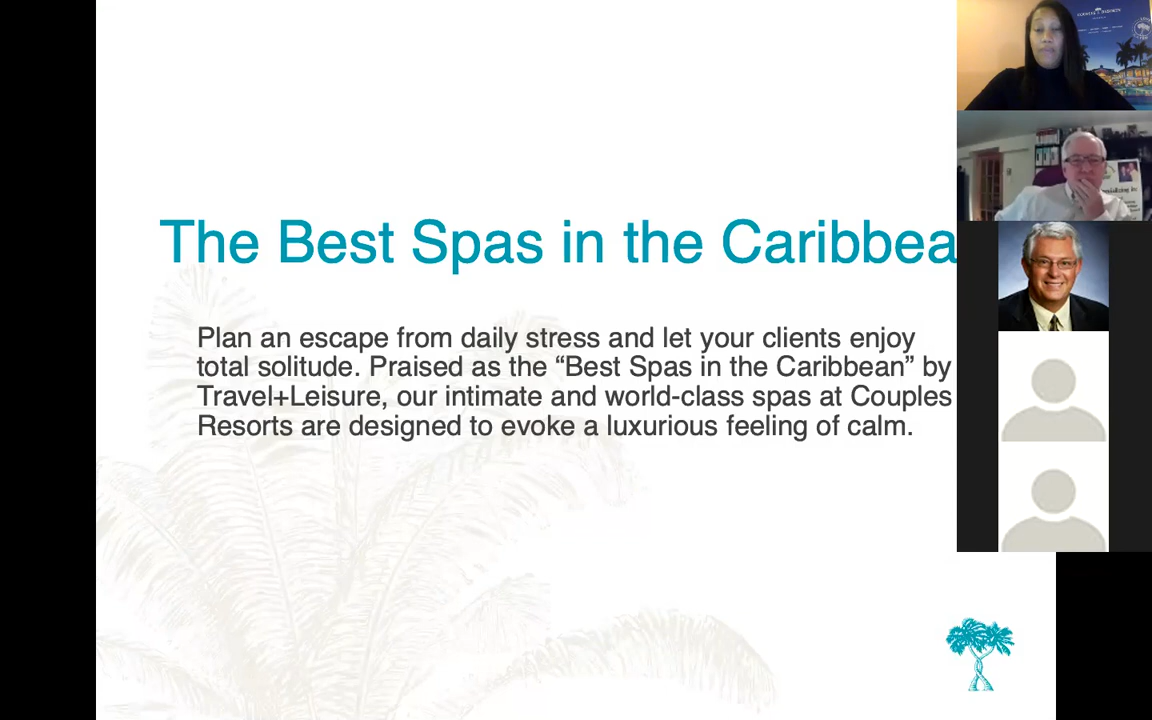 The Best Spas in the Caribbea
Plan an escape from daily stress and let your clients enjoy
total solitude. Praised as the “Best Spas in the Caribbean” by
Travel+Leisure, our intimate and world-class spas at Couples
Resorts are designed to evoke a luxurious feeling of calm.